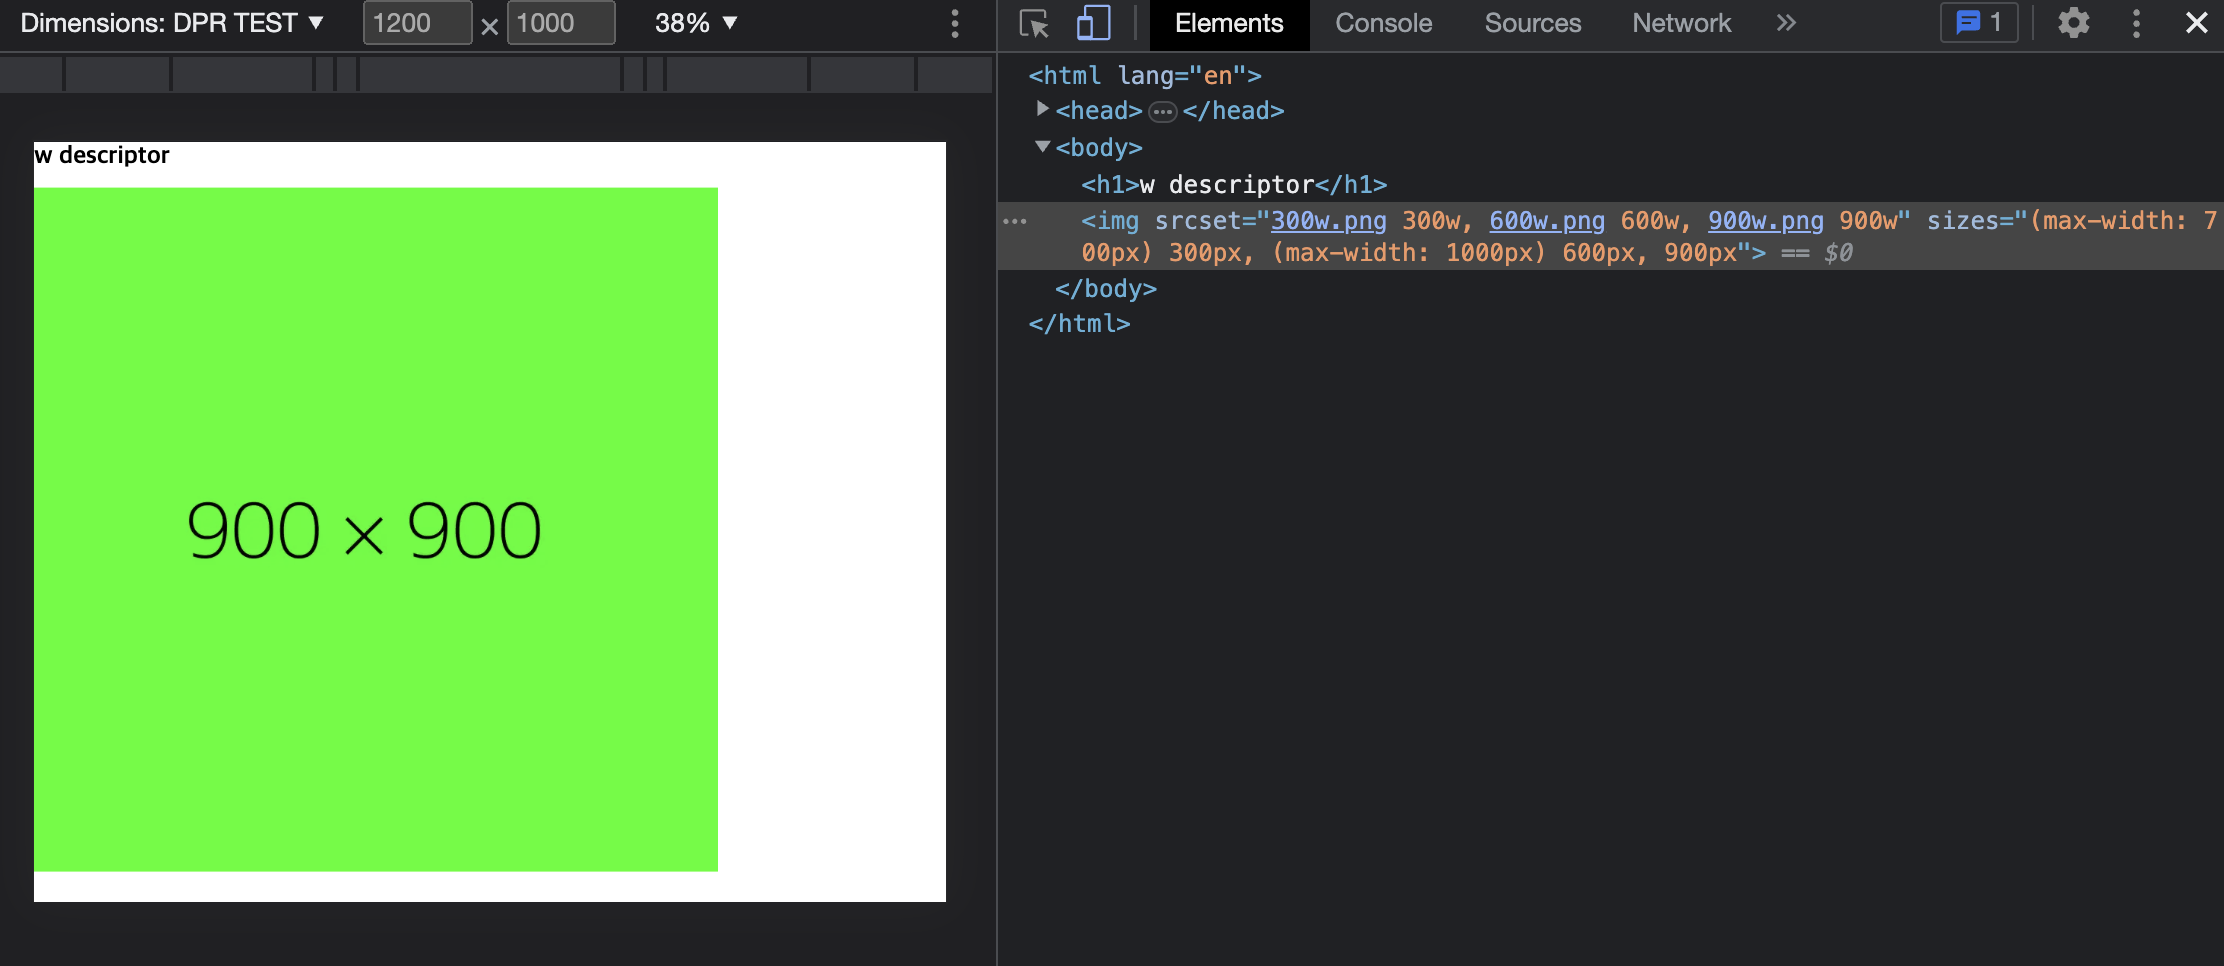 Dimensions: DPR TEST ▼ 1200 × 1000 38% ▼
Elements Console Sources Network » 1
w descriptor
900 × 900
<html lang="en">
<head>…</head>
<body>
<h1>w descriptor</h1>
<img srcset="300w.png 300w, 600w.png 600w, 900w.png 900w" sizes="(max-width: 7
00px) 300px, (max-width: 1000px) 600px, 900px"> == $0
</body>
</html>